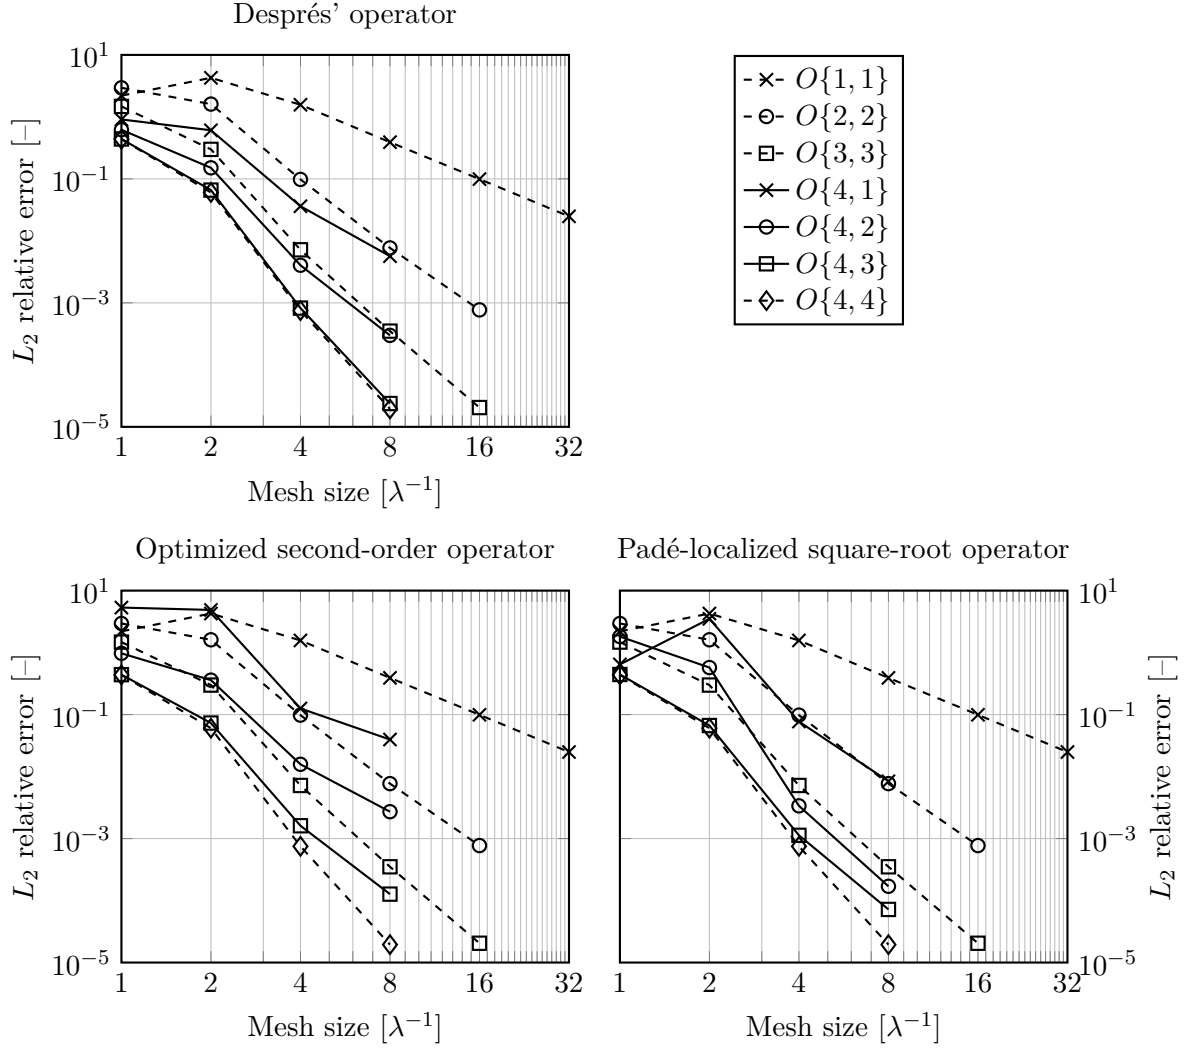 Després' operator
10^1
10^−1
10^−3
10^−5
L_2 relative error [−]
1 2 4 8 16 32
Mesh size [λ^−1]
O{1, 1}
O{2, 2}
O{3, 3}
O{4, 1}
O{4, 2}
O{4, 3}
O{4, 4}
Optimized second-order operator
10^1
10^−1
10^−3
10^−5
L_2 relative error [−]
1 2 4 8 16 32
Mesh size [λ^−1]
Padé-localized square-root operator
10^1
10^−1
10^−3
10^−5
L_2 relative error [−]
1 2 4 8 16 32
Mesh size [λ^−1]